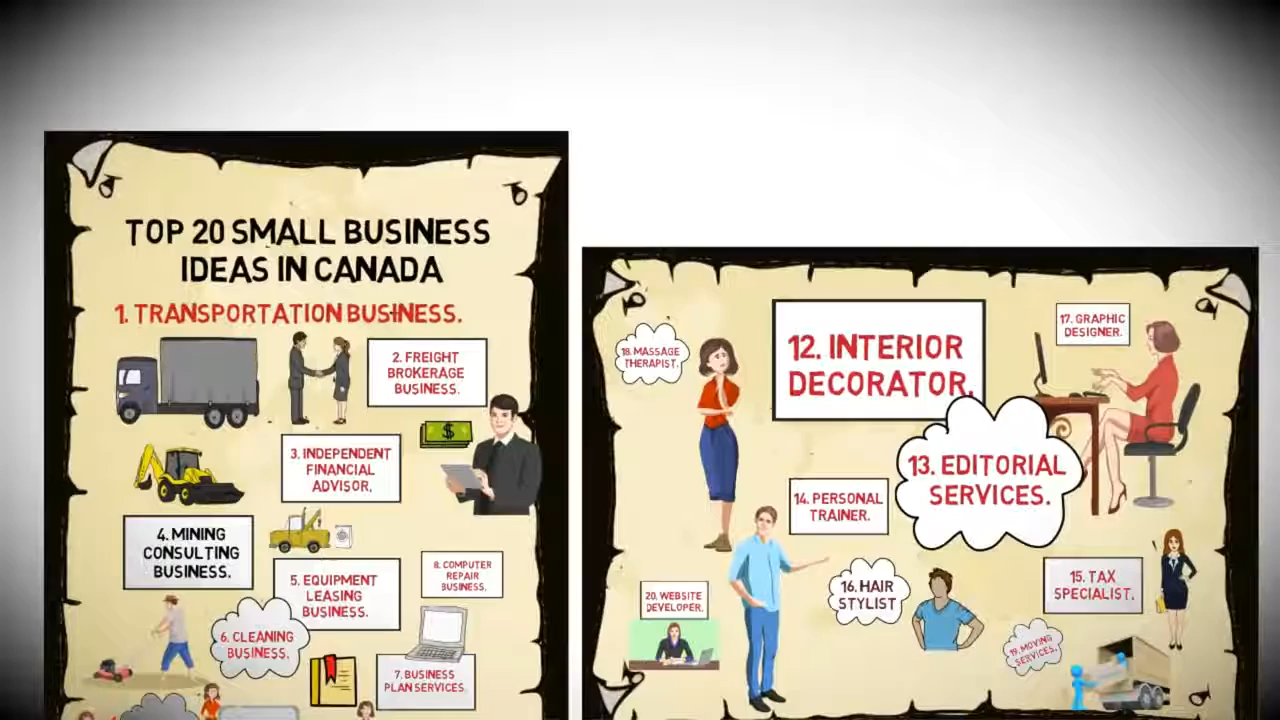 TOP 20 SMALL BUSINESS
IDEAS IN CANADA
1. TRANSPORTATION BUSINESS.
2. FREIGHT
BROKERAGE
BUSINESS.
3. INDEPENDENT
FINANCIAL
ADVISOR.
4. MINING
CONSULTING
BUSINESS.
5. EQUIPMENT
LEASING
BUSINESS.
8. COMPUTER
REPAIR
BUSINESS.
6. CLEANING
BUSINESS.
7. BUSINESS
PLAN SERVICES.
18. MASSAGE
THERAPIST.
12. INTERIOR
DECORATOR.
17. GRAPHIC
DESIGNER.
13. EDITORIAL
SERVICES.
14. PERSONAL
TRAINER.
20. WEBSITE
DEVELOPER.
16. HAIR
STYLIST
15. TAX
SPECIALIST.
19. MOVING
SERVICES.